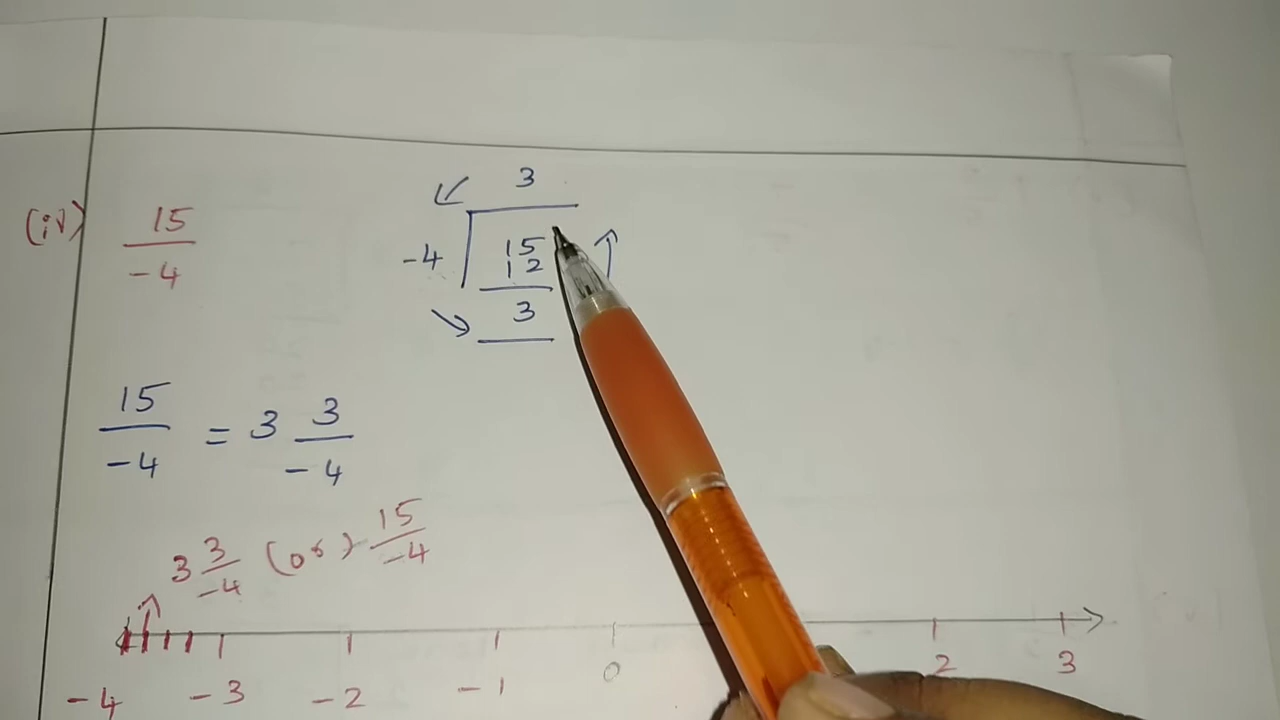 (iv) 15/-4
3
-4 15
12
3
15/-4 = 3 3/-4
3 3/-4 (or) 15/-4
-4 -3 -2 -1 0 2 3